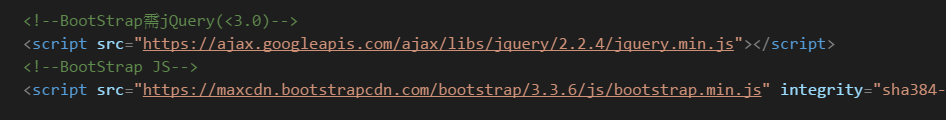 <!--BootStrap需jQuery(<3.0)-->
<script src="https://ajax.googleapis.com/ajax/libs/jquery/2.2.4/jquery.min.js"></script>
<!--BootStrap JS-->
<script src="https://maxcdn.bootstrapcdn.com/bootstrap/3.3.6/js/bootstrap.min.js" integrity="sha384-